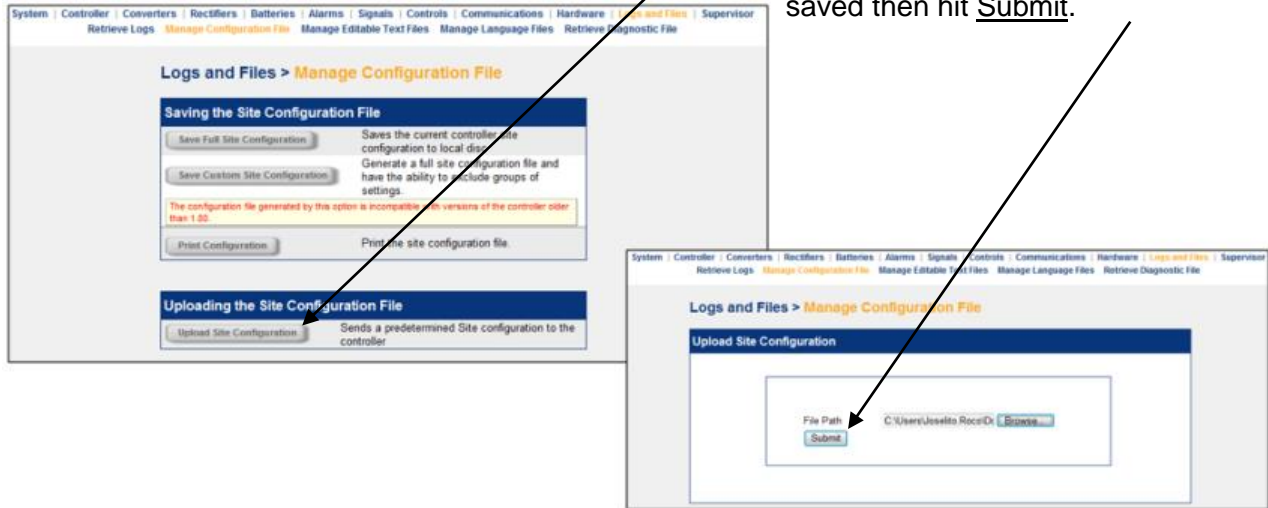 saved then hit Submit.
System | Controller | Converters | Rectifiers | Batteries | Alarms | Signals | Controls | Communications | Hardware | Logs and Files | Supervisor
Retrieve Logs Manage Configuration File Manage Editable Text Files Manage Language Files Retrieve Diagnostic File
Logs and Files > Manage Configuration File
Saving the Site Configuration File
Save Full Site Configuration
Saves the current controller site
configuration to local disc
Save Custom Site Configuration
Generate a full site configuration file and
have the ability to exclude groups of
settings.
The configuration file generated by this option is incompatible with versions of the controller older
than 1.80.
Print Configuration
Print the site configuration file.
Uploading the Site Configuration File
Upload Site Configuration
Sends a predetermined Site configuration to the
controller
System | Controller | Converters | Rectifiers | Batteries | Alarms | Signals | Controls | Communications | Hardware | Logs and Files | Supervisor
Retrieve Logs Manage Configuration File Manage Editable Text Files Manage Language Files Retrieve Diagnostic File
Logs and Files > Manage Configuration File
Upload Site Configuration
File Path C:\Users\Joselito.Roco\Do Browse...
Submit